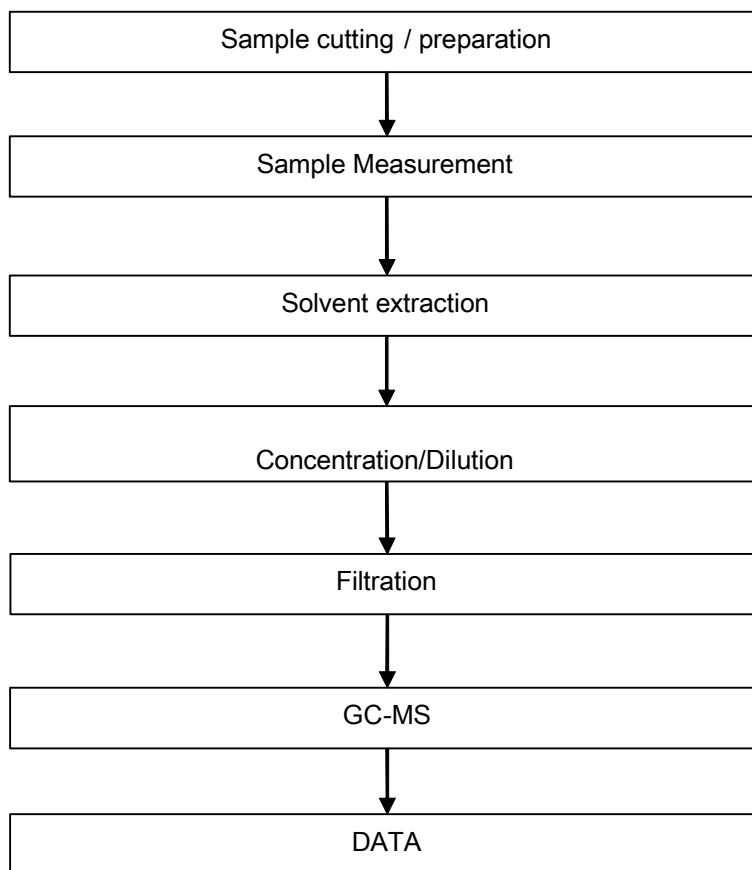 Sample cutting / preparation
Sample Measurement
Solvent extraction
Concentration/Dilution
Filtration
GC-MS
DATA